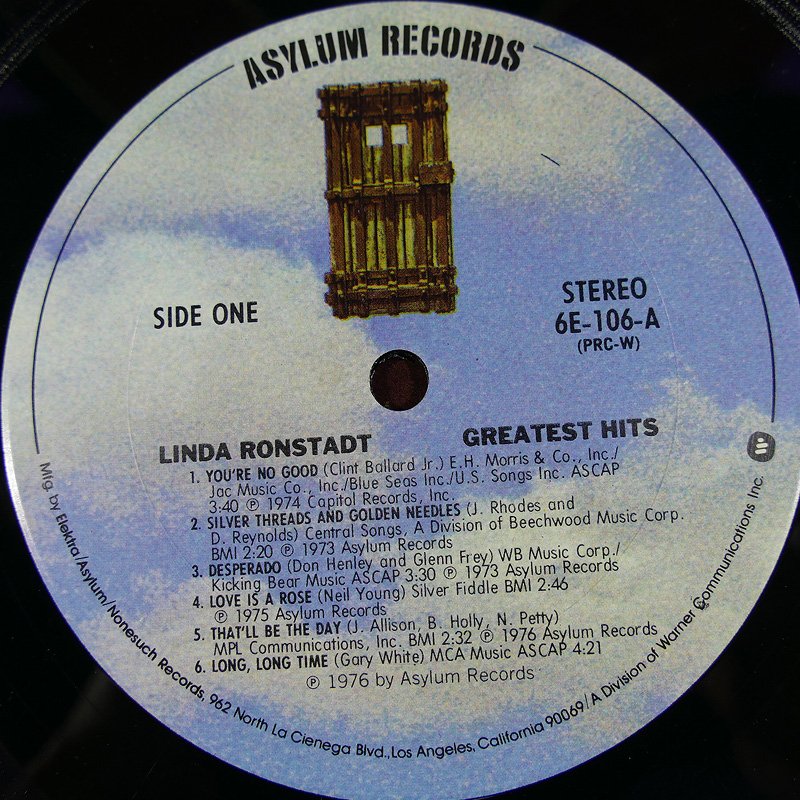 ASYLUM RECORDS
SIDE ONE
STEREO
6E-106-A
(PRC-W)
LINDA RONSTADT GREATEST HITS
1. YOU'RE NO GOOD (Clint Ballard Jr.) E.H. Morris & Co., Inc./
Jac Music Co., Inc./Blue Seas Inc./U.S. Songs Inc. ASCAP
3:40 ℗ 1974 Capitol Records, Inc.
2. SILVER THREADS AND GOLDEN NEEDLES (J. Rhodes and
D. Reynolds) Central Songs, A Division of Beechwood Music Corp.
BMI 2:20 ℗ 1973 Asylum Records
3. DESPERADO (Don Henley and Glenn Frey) WB Music Corp./
Kicking Bear Music ASCAP 3:30 ℗ 1973 Asylum Records
4. LOVE IS A ROSE (Neil Young) Silver Fiddle BMI 2:46
℗ 1975 Asylum Records
5. THAT'LL BE THE DAY (J. Allison, B. Holly, N. Petty)
MPL Communications, Inc. BMI 2:32 ℗ 1976 Asylum Records
6. LONG, LONG TIME (Gary White) MCA Music ASCAP 4:21
℗ 1976 by Asylum Records
Mfg. by Elektra/Asylum/Nonesuch Records, 962 North La Cienega Blvd., Los Angeles, California 90069/A Division of Warner Communications Inc.